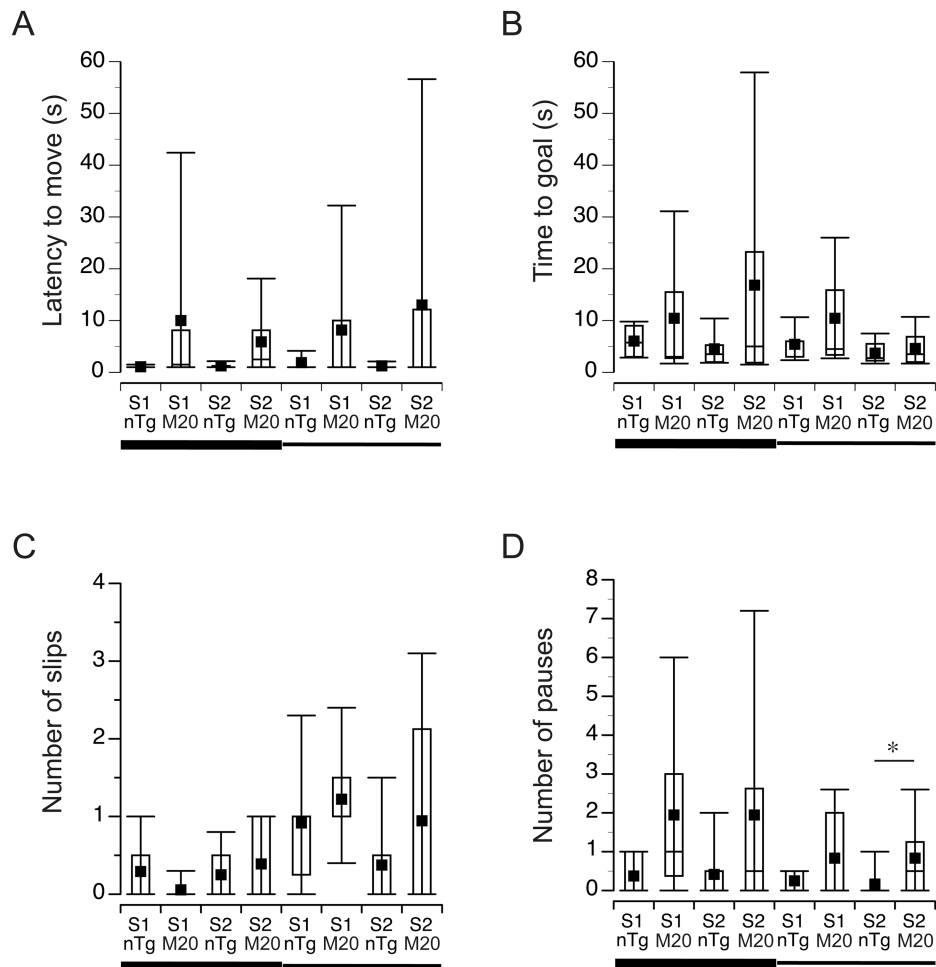 A
Latency to move (s)
60
50
40
30
20
10
0
S1 S1 S2 S2 S1 S1 S2 S2
nTg M20 nTg M20 nTg M20 nTg M20
B
Time to goal (s)
60
50
40
30
20
10
0
S1 S1 S2 S2 S1 S1 S2 S2
nTg M20 nTg M20 nTg M20 nTg M20
C
Number of slips
4
3
2
1
0
S1 S1 S2 S2 S1 S1 S2 S2
nTg M20 nTg M20 nTg M20 nTg M20
D
Number of pauses
8
7
6
5
4
3
2
1
0
*
S1 S1 S2 S2 S1 S1 S2 S2
nTg M20 nTg M20 nTg M20 nTg M20